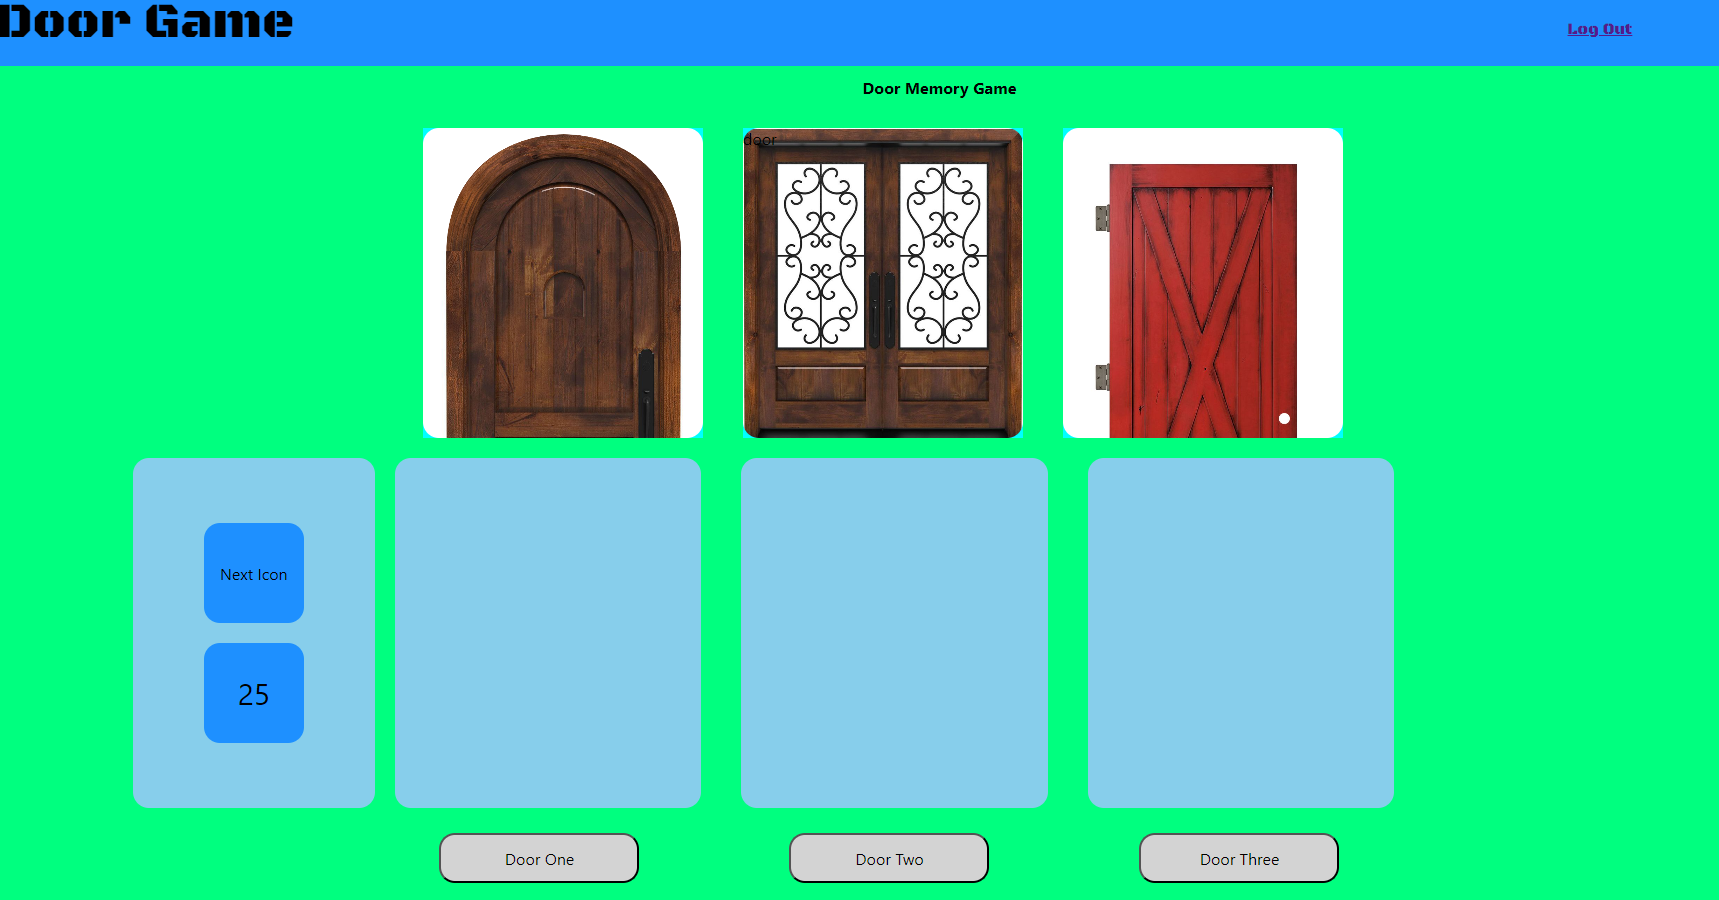 Door Game
Log Out
Door Memory Game
door
Next Icon
25
Door One
Door Two
Door Three